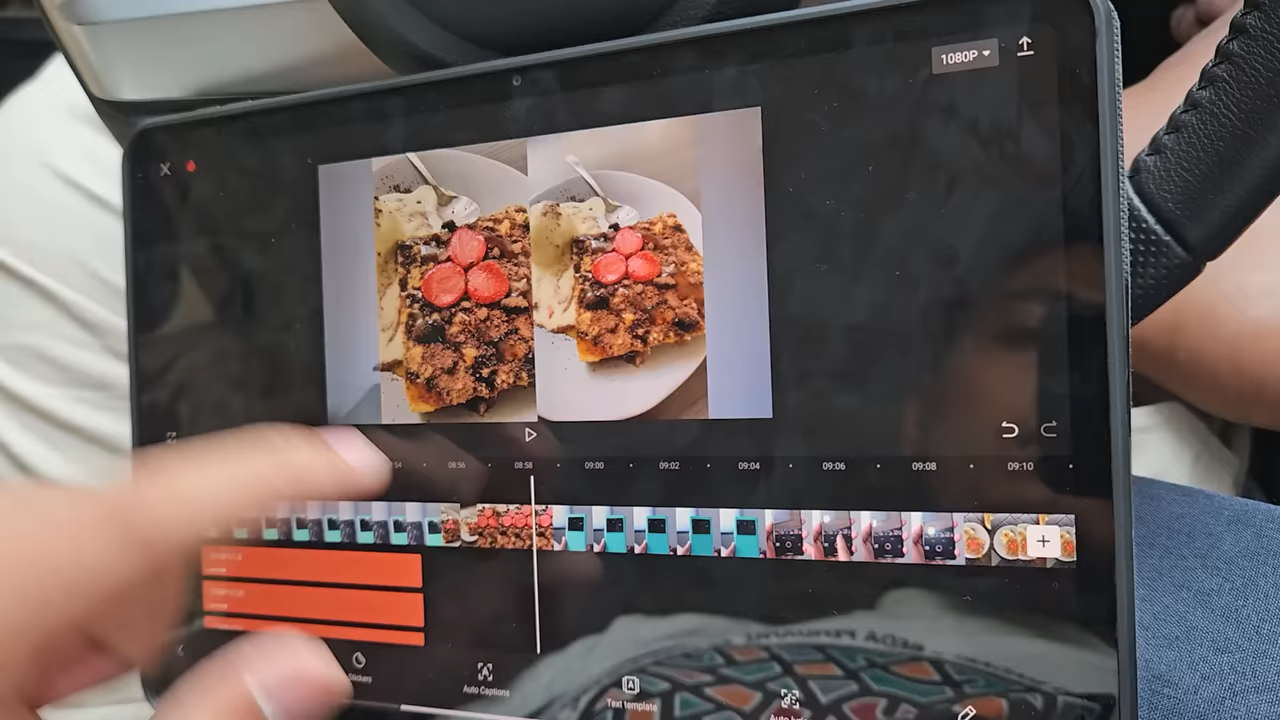 1080P
X
54
08:56
08:58
09:00
09:02
09:04
09:06
09:08
09:10
Stickers
Auto Captions
Text template